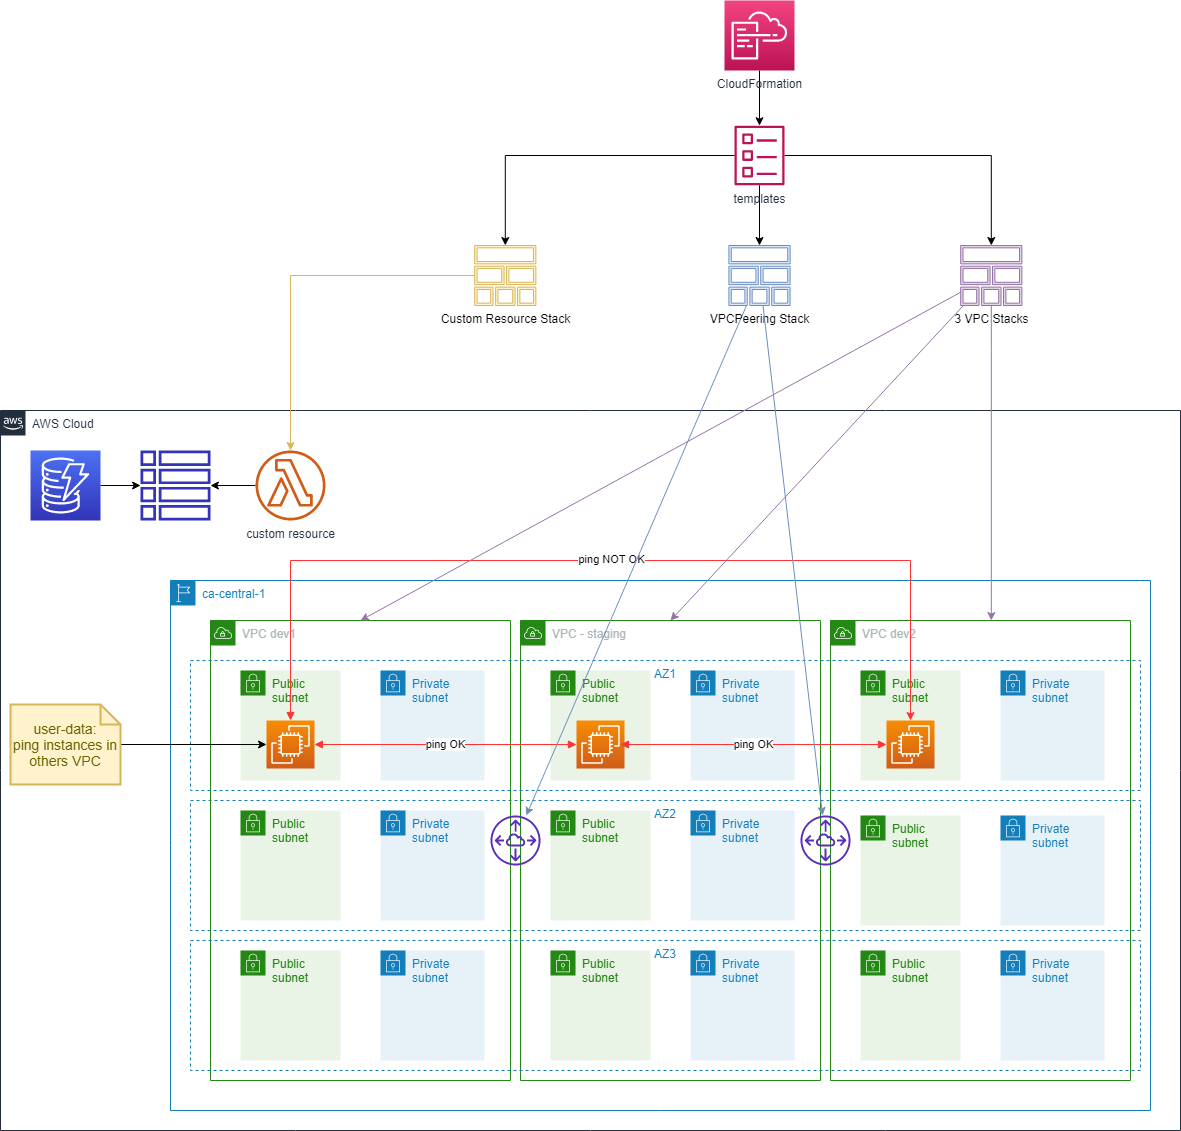 CloudFormation
templates
Custom Resource Stack
VPCPeering Stack
3 VPC Stacks
aws
AWS Cloud
custom resource
ping NOT OK
ca-central-1
VPC dev1
VPC - staging
VPC dev2
AZ1
Public
subnet
Private
subnet
Public
subnet
Private
subnet
Public
subnet
Private
subnet
user-data:
ping instances in
others VPC
ping OK
ping OK
AZ2
Public
subnet
Private
subnet
Public
subnet
Private
subnet
Public
subnet
Private
subnet
AZ3
Public
subnet
Private
subnet
Public
subnet
Private
subnet
Public
subnet
Private
subnet